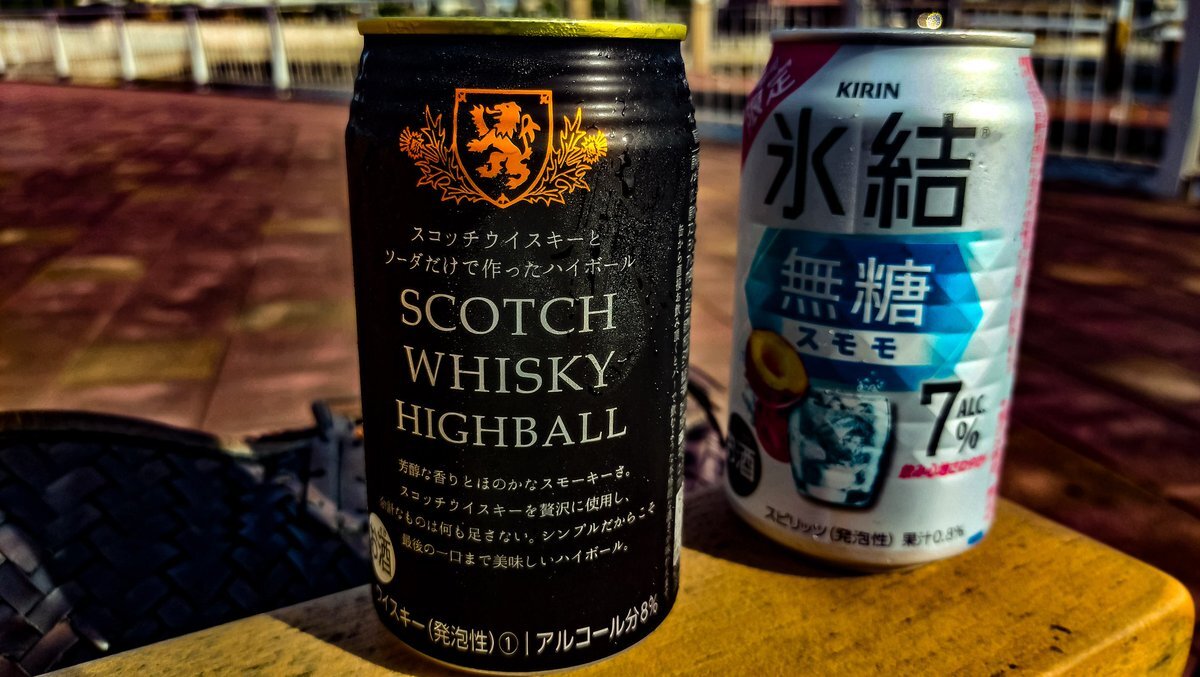 スコッチウイスキーと
ソーダだけで作ったハイボール
SCOTCH
WHISKY
HIGHBALL
芳醇な香りとほのかなスモーキーさ。
スコッチウイスキーを贅沢に使用し、
余計なものは何も足さない。シンプルだからこそ
最後の一口まで美味しいハイボール。
お酒
ウイスキー(発泡性)①|アルコール分8%
限定
KIRIN
氷結®
無糖
スモモ
7% ALC.
お酒
スピリッツ(発泡性) 果汁0.8%